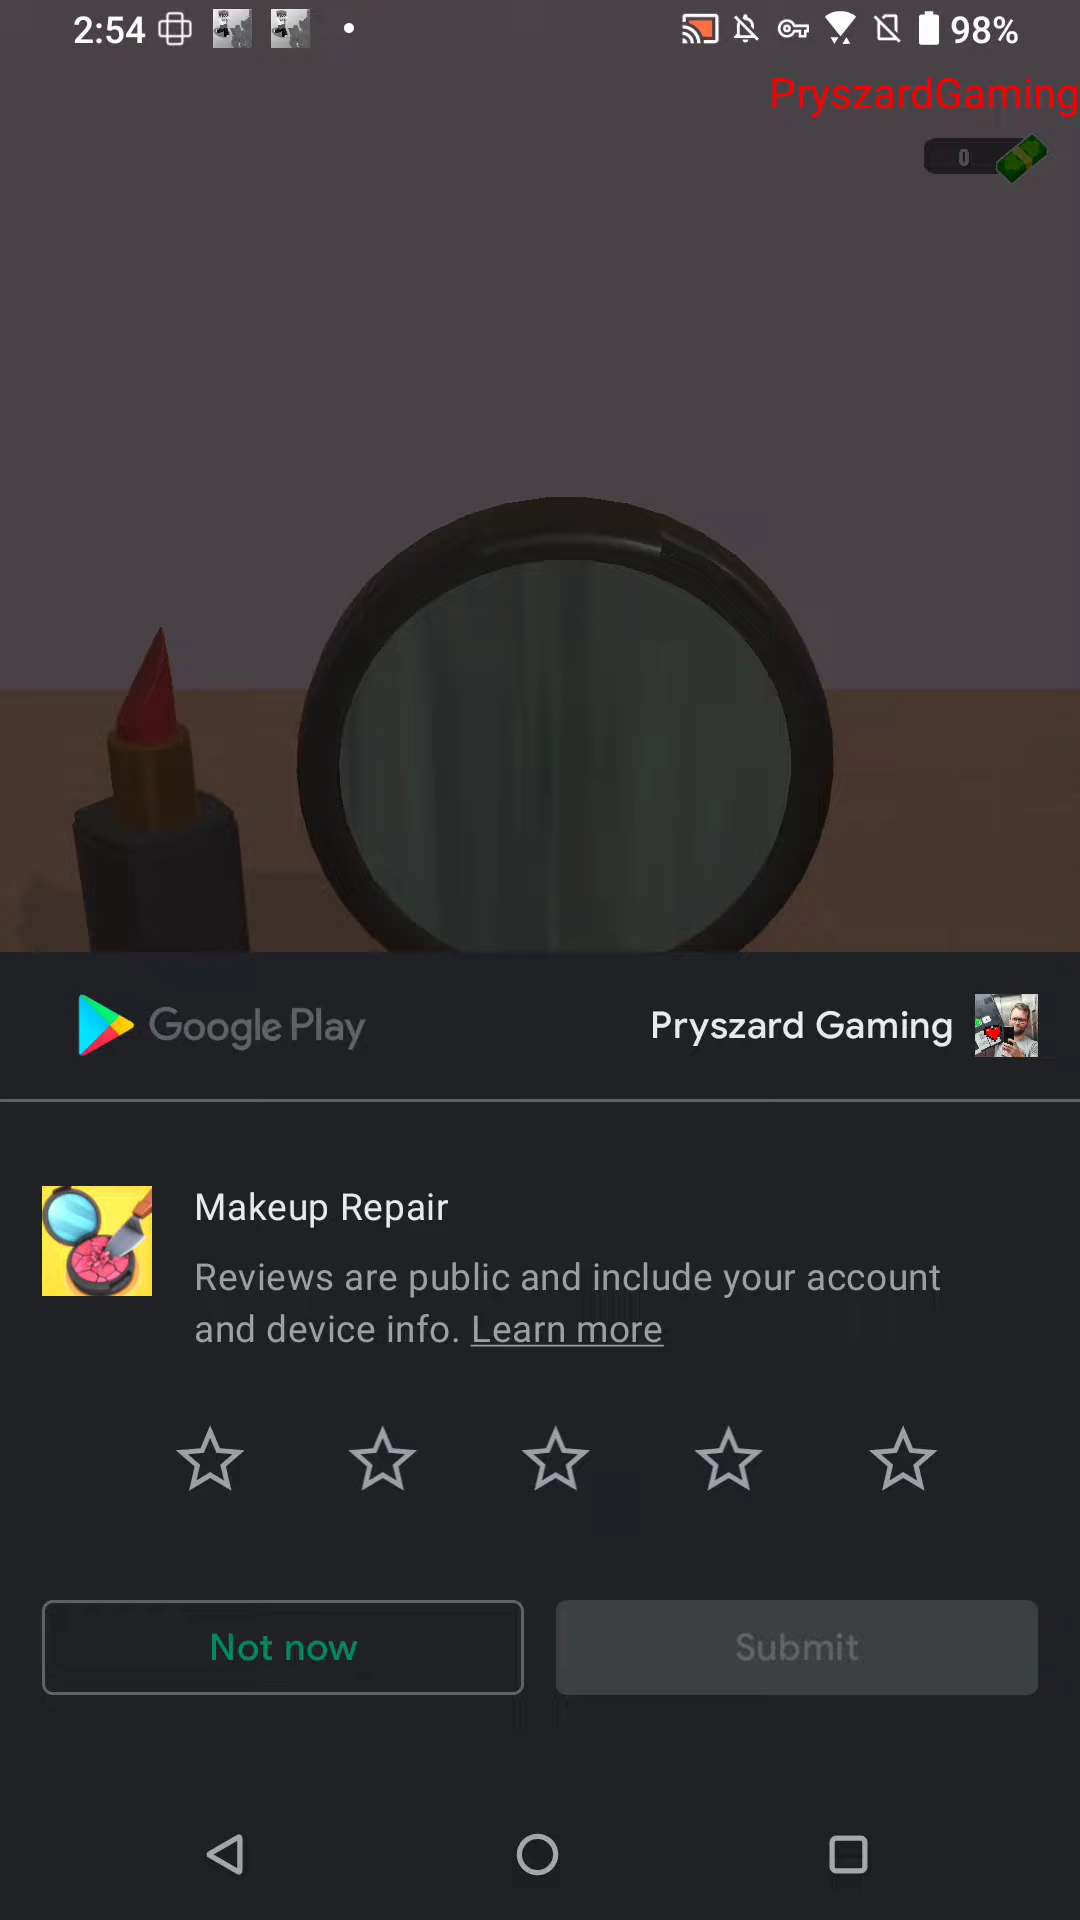 2:54
98%
PryszardGaming
0
Google Play
Pryszard Gaming
Makeup Repair
Reviews are public and include your account
and device info. Learn more
Not now
Submit